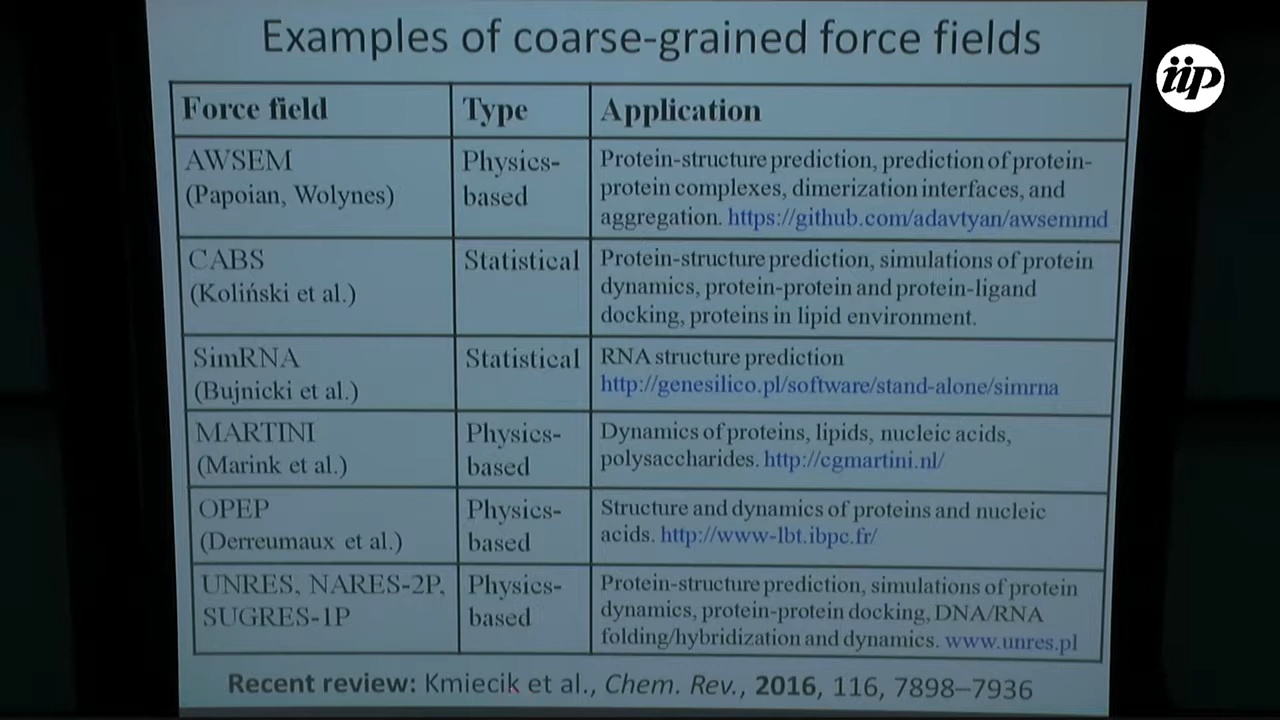 Examples of coarse-grained force fields
iip
Force field
Type
Application
AWSEM
(Papoian, Wolynes)
Physics-
based
Protein-structure prediction, prediction of protein-
protein complexes, dimerization interfaces, and
aggregation. https://github.com/adavtyan/awsemmd
CABS
(Koliński et al.)
Statistical
Protein-structure prediction, simulations of protein
dynamics, protein-protein and protein-ligand
docking, proteins in lipid environment.
SimRNA
(Bujnicki et al.)
Statistical
RNA structure prediction
http://genesilico.pl/software/stand-alone/simrna
MARTINI
(Marink et al.)
Physics-
based
Dynamics of proteins, lipids, nucleic acids,
polysaccharides. http://cgmartini.nl/
OPEP
(Derreumaux et al.)
Physics-
based
Structure and dynamics of proteins and nucleic
acids. http://www-lbt.ibpc.fr/
UNRES, NARES-2P,
SUGRES-1P
Physics-
based
Protein-structure prediction, simulations of protein
dynamics, protein-protein docking, DNA/RNA
folding/hybridization and dynamics. www.unres.pl
Recent review: Kmiecik et al., Chem. Rev., 2016, 116, 7898–7936